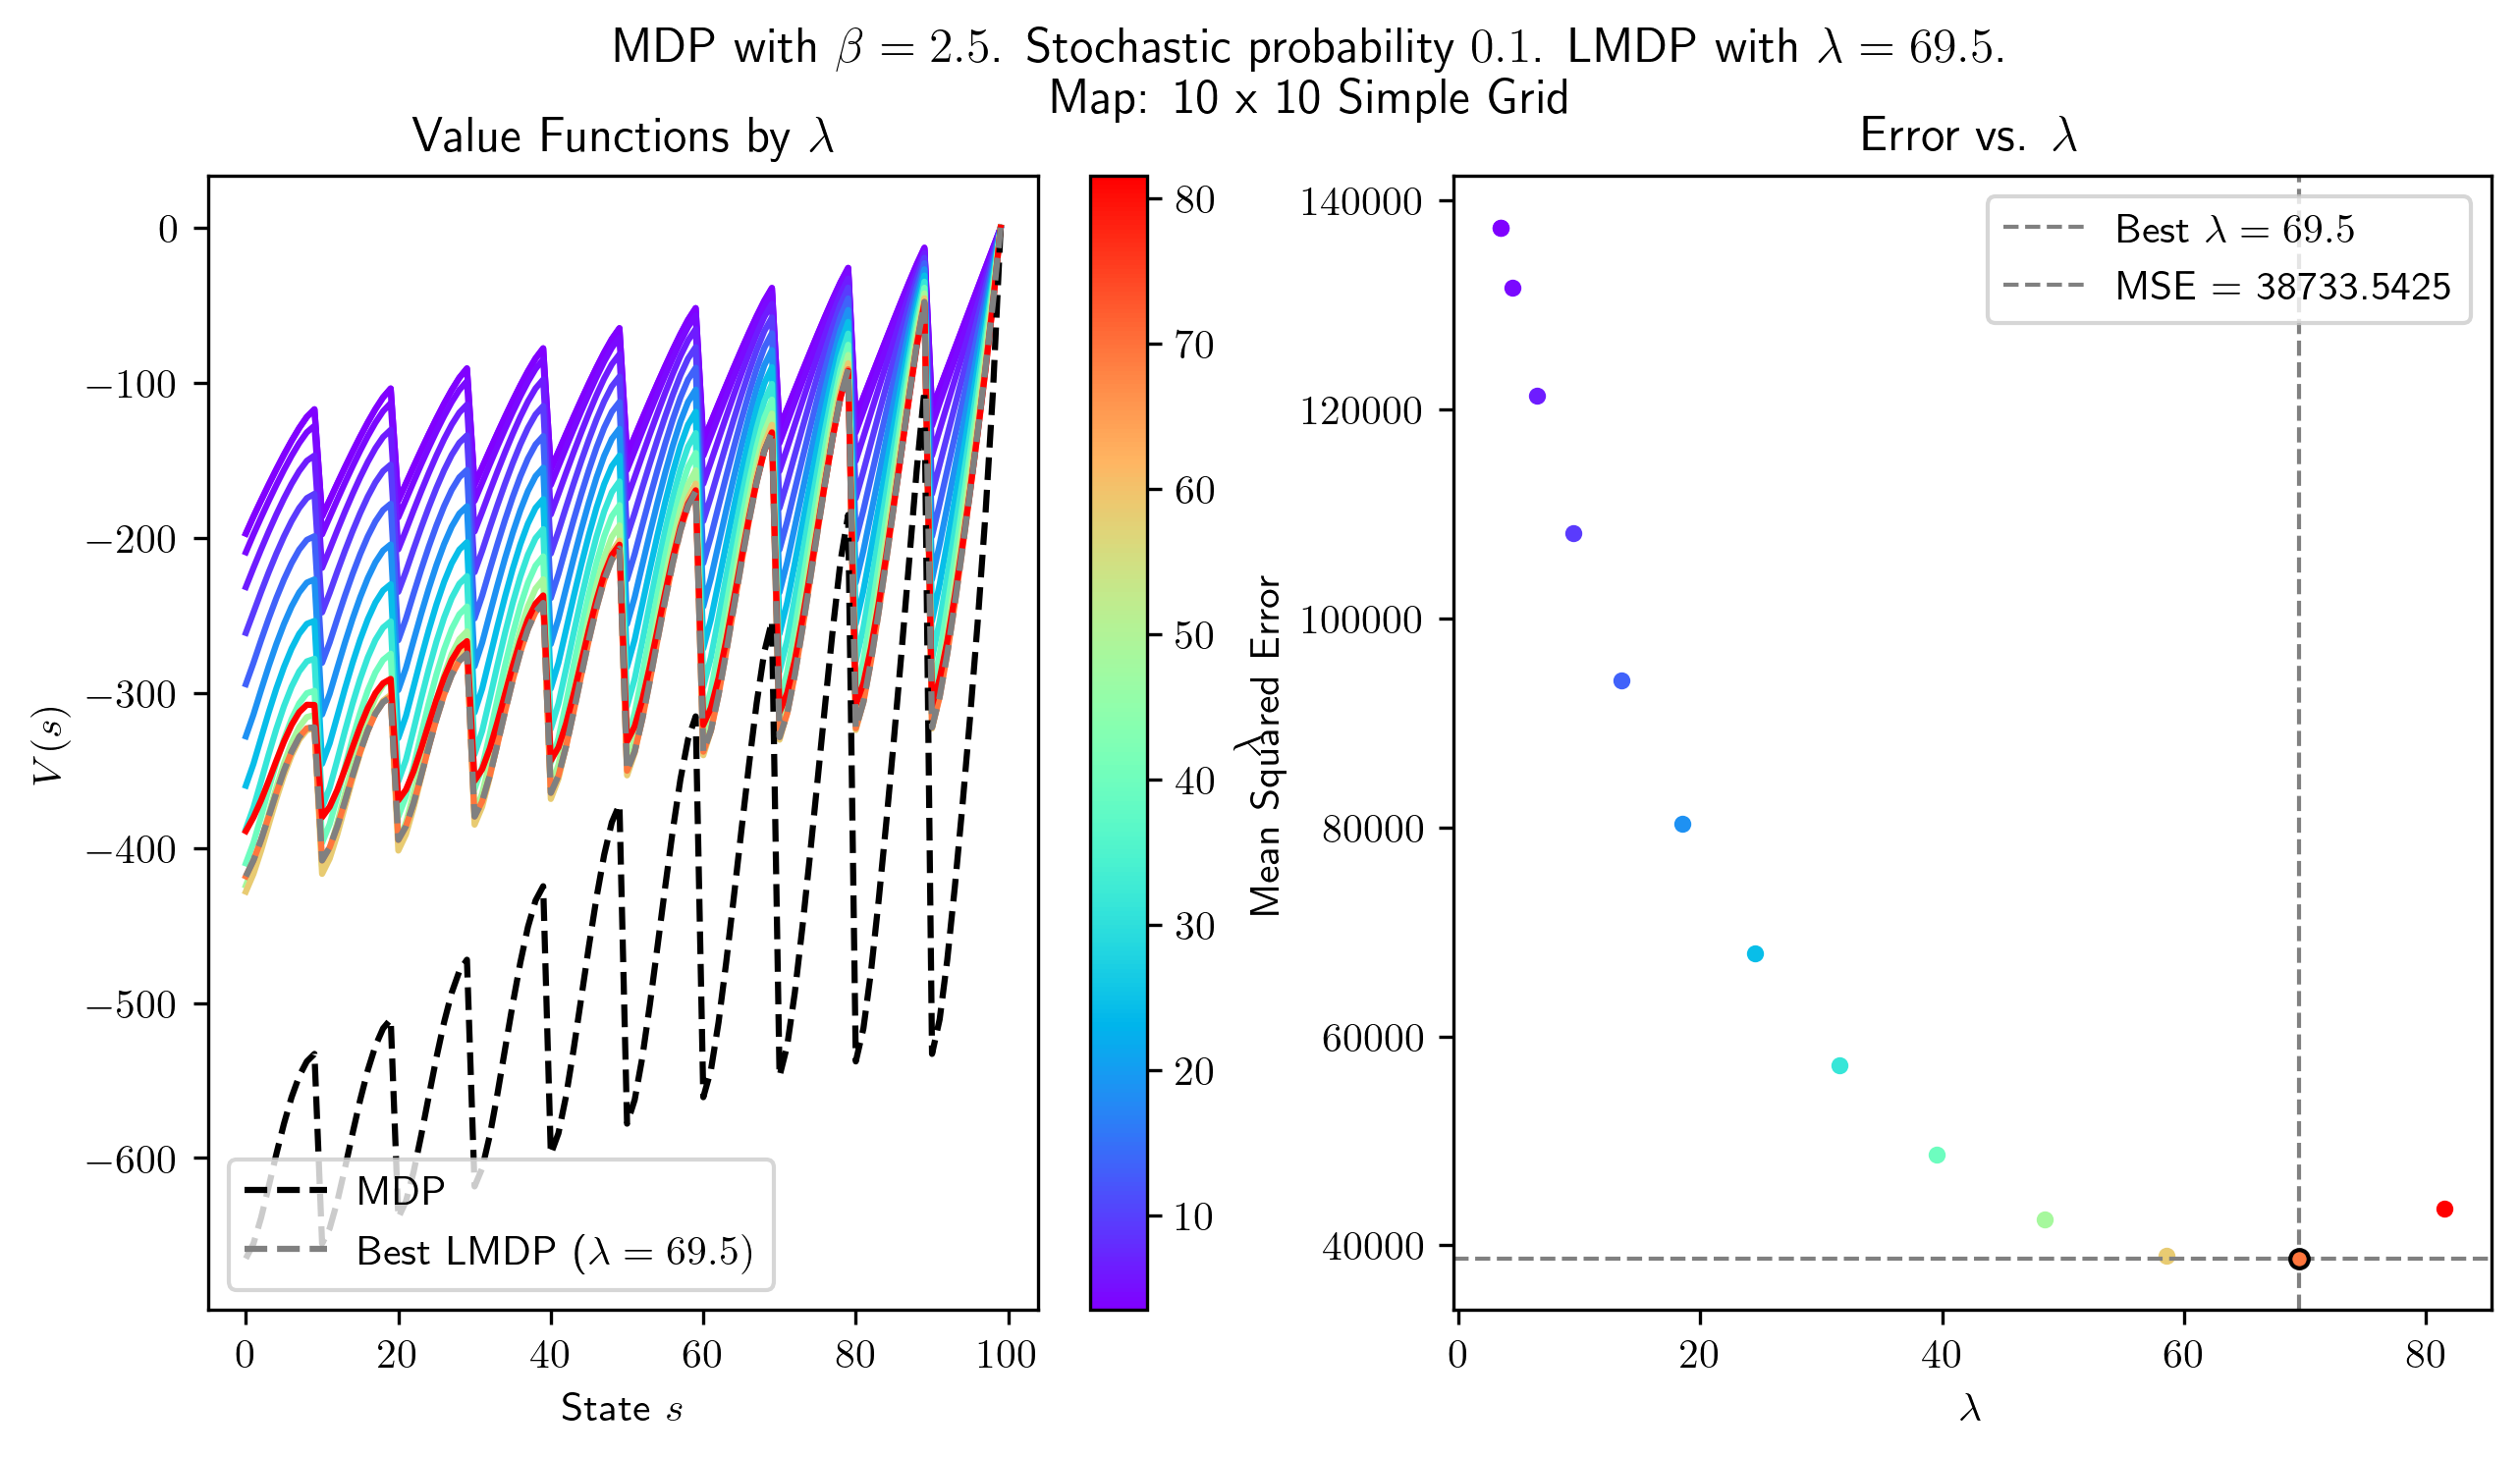 MDP with β = 2.5. Stochastic probability 0.1. LMDP with λ = 69.5.
Map: 10 x 10 Simple Grid
Value Functions by λ
0
−100
−200
−300
−400
−500
−600
V(s)
0
20
40
60
80
100
State s
MDP
Best LMDP (λ = 69.5)
80
70
60
50
40
30
20
10
λ
Error vs. λ
Mean Squared Error
140000
120000
100000
80000
60000
40000
0
20
40
60
80
λ
Best λ = 69.5
MSE = 38733.5425